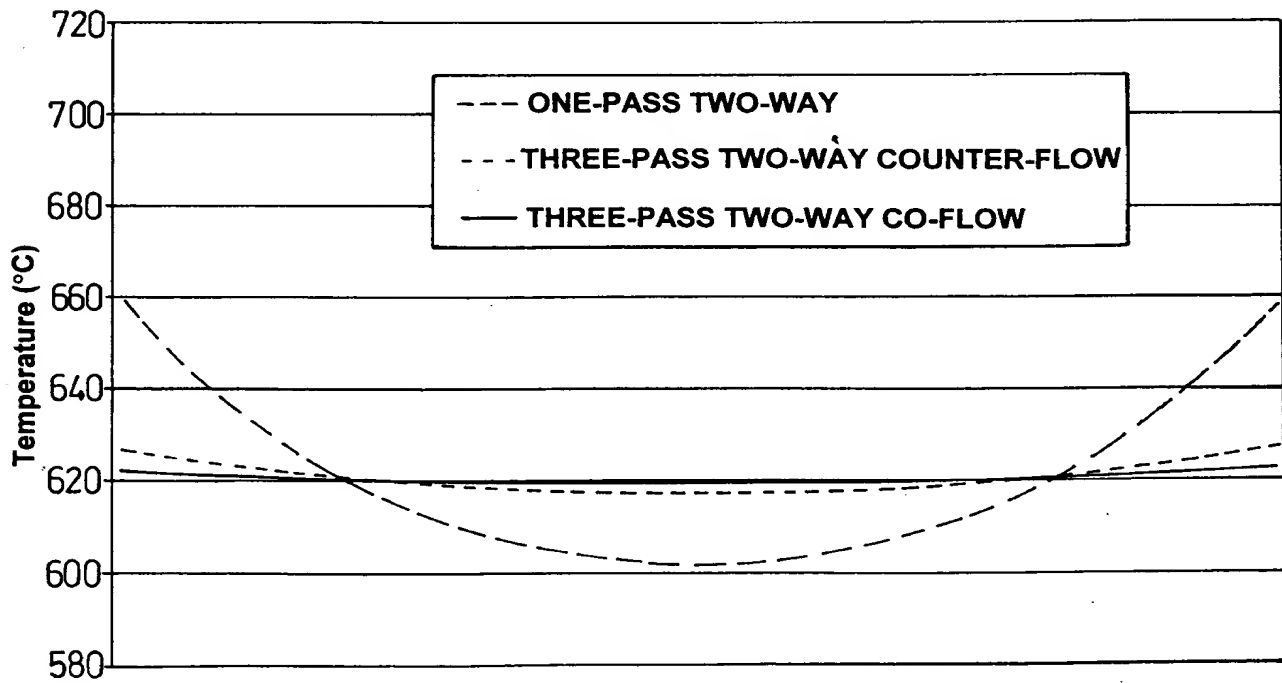 720
700
680
660
640
620
600
580
Temperature (°C)
ONE-PASS TWO-WAY
THREE-PASS TWO-WAY COUNTER-FLOW
THREE-PASS TWO-WAY CO-FLOW